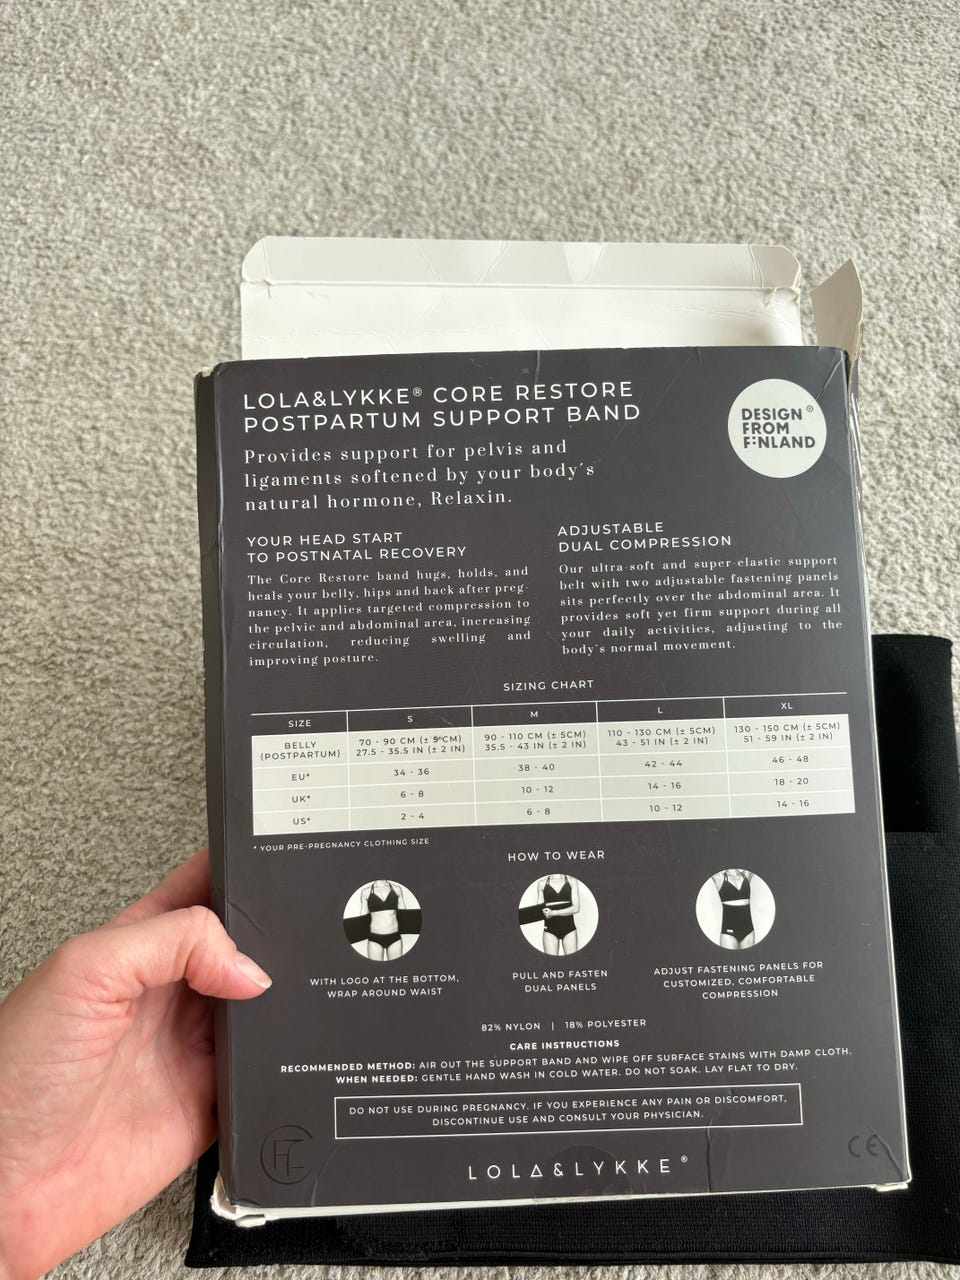 LOLA&LYKKE® CORE RESTORE
POSTPARTUM SUPPORT BAND
DESIGN®
FROM
FINLAND
Provides support for pelvis and
ligaments softened by your body´s
natural hormone, Relaxin.
YOUR HEAD START
TO POSTNATAL RECOVERY
The Core Restore band hugs, holds, and
heals your belly, hips and back after preg-
nancy. It applies targeted compression to
the pelvic and abdominal area, increasing
circulation, reducing swelling and
improving posture.
ADJUSTABLE
DUAL COMPRESSION
Our ultra-soft and super-elastic support
belt with two adjustable fastening panels
sits perfectly over the abdominal area. It
provides soft yet firm support during all
your daily activities, adjusting to the
body´s normal movement.
SIZING CHART
SIZE S M L XL
BELLY (POSTPARTUM) 70 - 90 CM (± 5 CM) 27.5 - 35.5 IN (± 2 IN) 90 - 110 CM (± 5CM) 35.5 - 43 IN (± 2 IN) 110 - 130 CM (± 5CM) 43 - 51 IN (± 2 IN) 130 - 150 CM (± 5CM) 51 - 59 IN (± 2 IN)
EU* 34 - 36 38 - 40 42 - 44 46 - 48
UK* 6 - 8 10 - 12 14 - 16 18 - 20
US* 2 - 4 6 - 8 10 - 12 14 - 16
* YOUR PRE-PREGNANCY CLOTHING SIZE
HOW TO WEAR
WITH LOGO AT THE BOTTOM,
WRAP AROUND WAIST
PULL AND FASTEN
DUAL PANELS
ADJUST FASTENING PANELS FOR
CUSTOMIZED, COMFORTABLE
COMPRESSION
82% NYLON | 18% POLYESTER
CARE INSTRUCTIONS
RECOMMENDED METHOD: AIR OUT THE SUPPORT BAND AND WIPE OFF SURFACE STAINS WITH DAMP CLOTH.
WHEN NEEDED: GENTLE HAND WASH IN COLD WATER. DO NOT SOAK. LAY FLAT TO DRY.
DO NOT USE DURING PREGNANCY. IF YOU EXPERIENCE ANY PAIN OR DISCOMFORT,
DISCONTINUE USE AND CONSULT YOUR PHYSICIAN.
LOLA&LYKKE®
CE